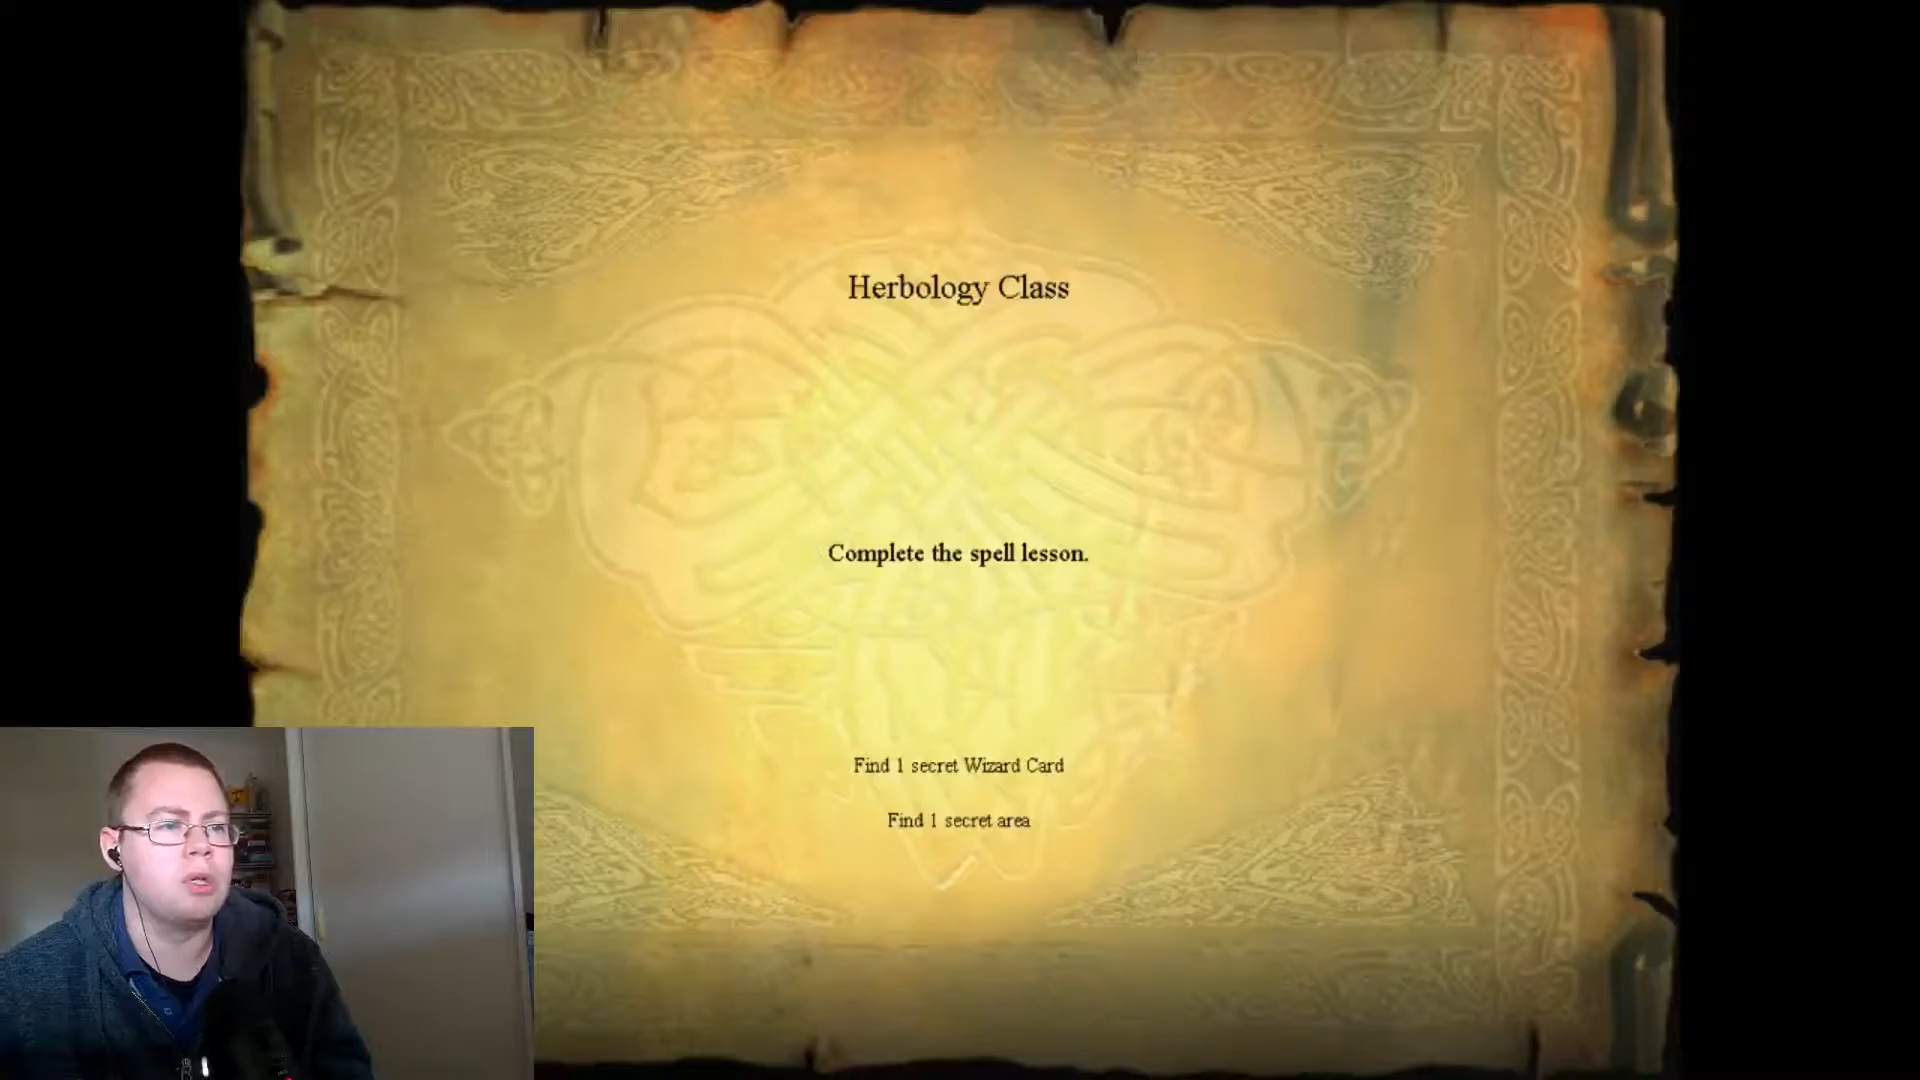 Herbology Class
Complete the spell lesson.
Find 1 secret Wizard Card
Find 1 secret area